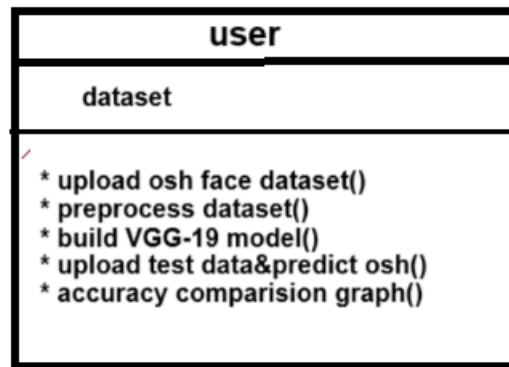 user
dataset
* upload osh face dataset()
* preprocess dataset()
* build VGG-19 model()
* upload test data&predict osh()
* accuracy comparision graph()